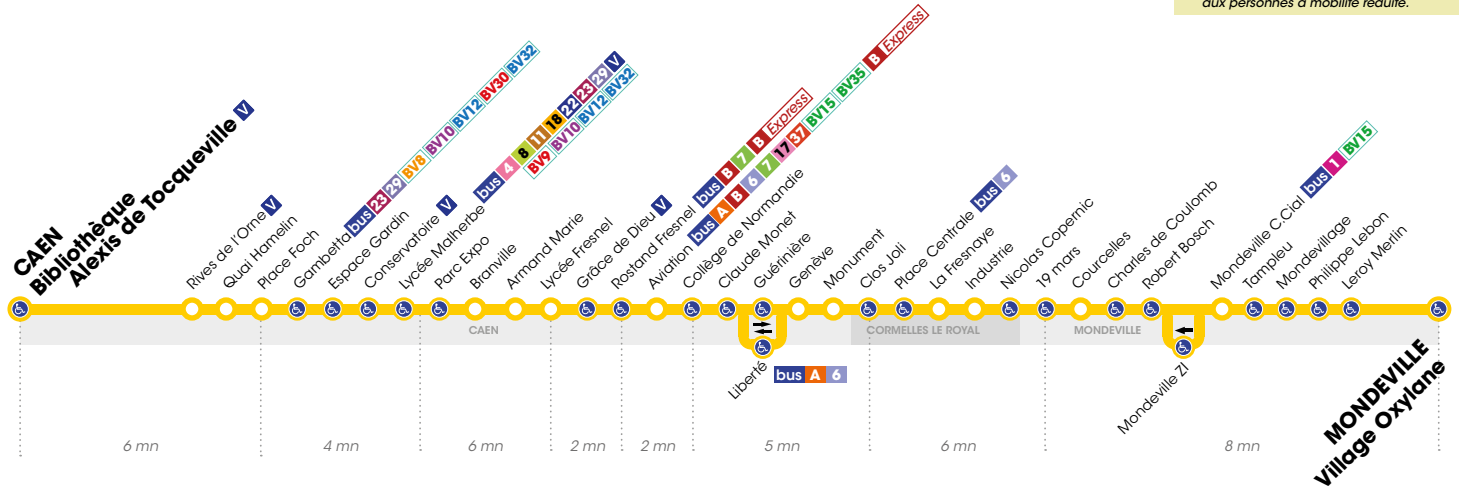 aux personnes à mobilité réduite.
CAEN
Bibliothèque
Alexis de Tocqueville V
Rives de l'Orne V
Quai Hamelin
Place Foch
Gambetta bus 23 29 BV8 BV10 BV12 BV30 BV32
Espace Gardin
Conservatoire V
Lycée Malherbe bus 4 8 11 18 22 23 29 V
BV9 BV10 BV12 BV32
Parc Expo
Branville
Armand Marie
Lycée Fresnel
Grâce de Dieu V
Rostand Fresnel bus B 7 B Express
Aviation bus A B 6 7 17 37 BV15 BV35 B Express
Collège de Normandie
Claude Monet
Guérinière
Genève
Monument
Clos Joli
Place Centrale bus 6
La Fresnaye
Industrie
Nicolas Copernic
19 mars
Courcelles
Charles de Coulomb
Robert Bosch
Mondeville C.Cial bus 1 BV15
Tampleu
Mondevillage
Philippe Lebon
Leroy Merlin
CAEN
CORMELLES LE ROYAL
MONDEVILLE
Liberté bus A 6
Mondeville ZI
MONDEVILLE
Village Oxylane
6 mn
4 mn
6 mn
2 mn
2 mn
5 mn
6 mn
8 mn